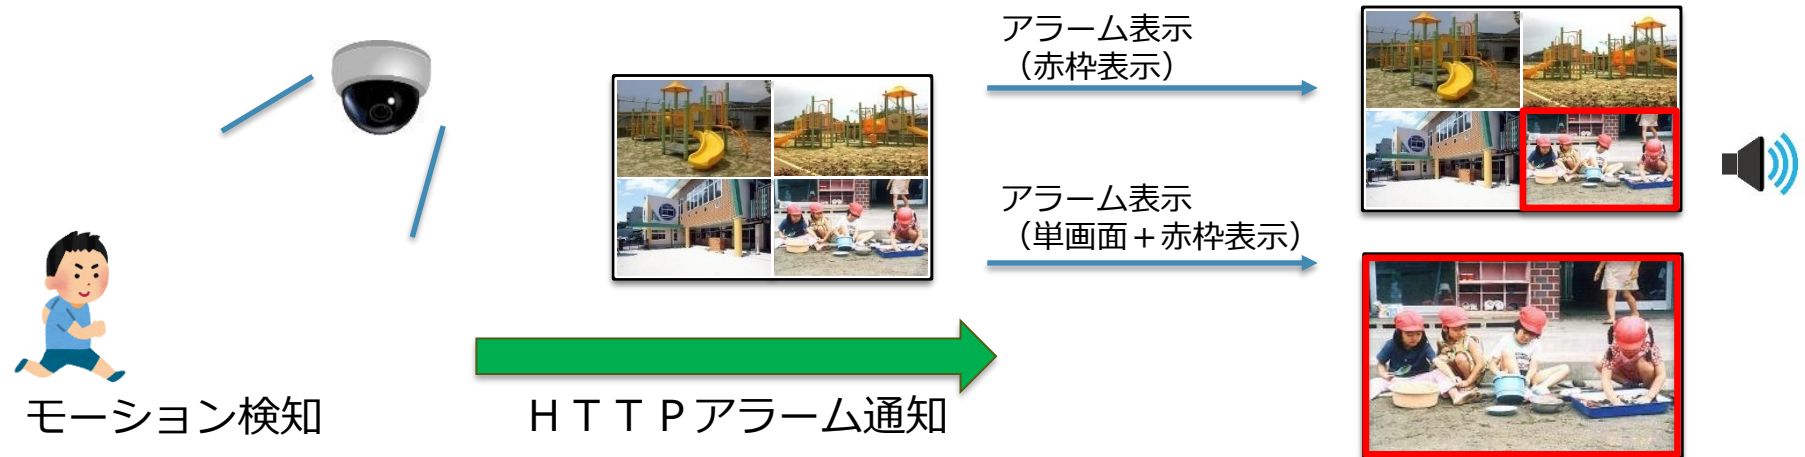 アラーム表示
（赤枠表示）
アラーム表示
（単画面＋赤枠表示）
モーション検知
ＨＴＴＰアラーム通知